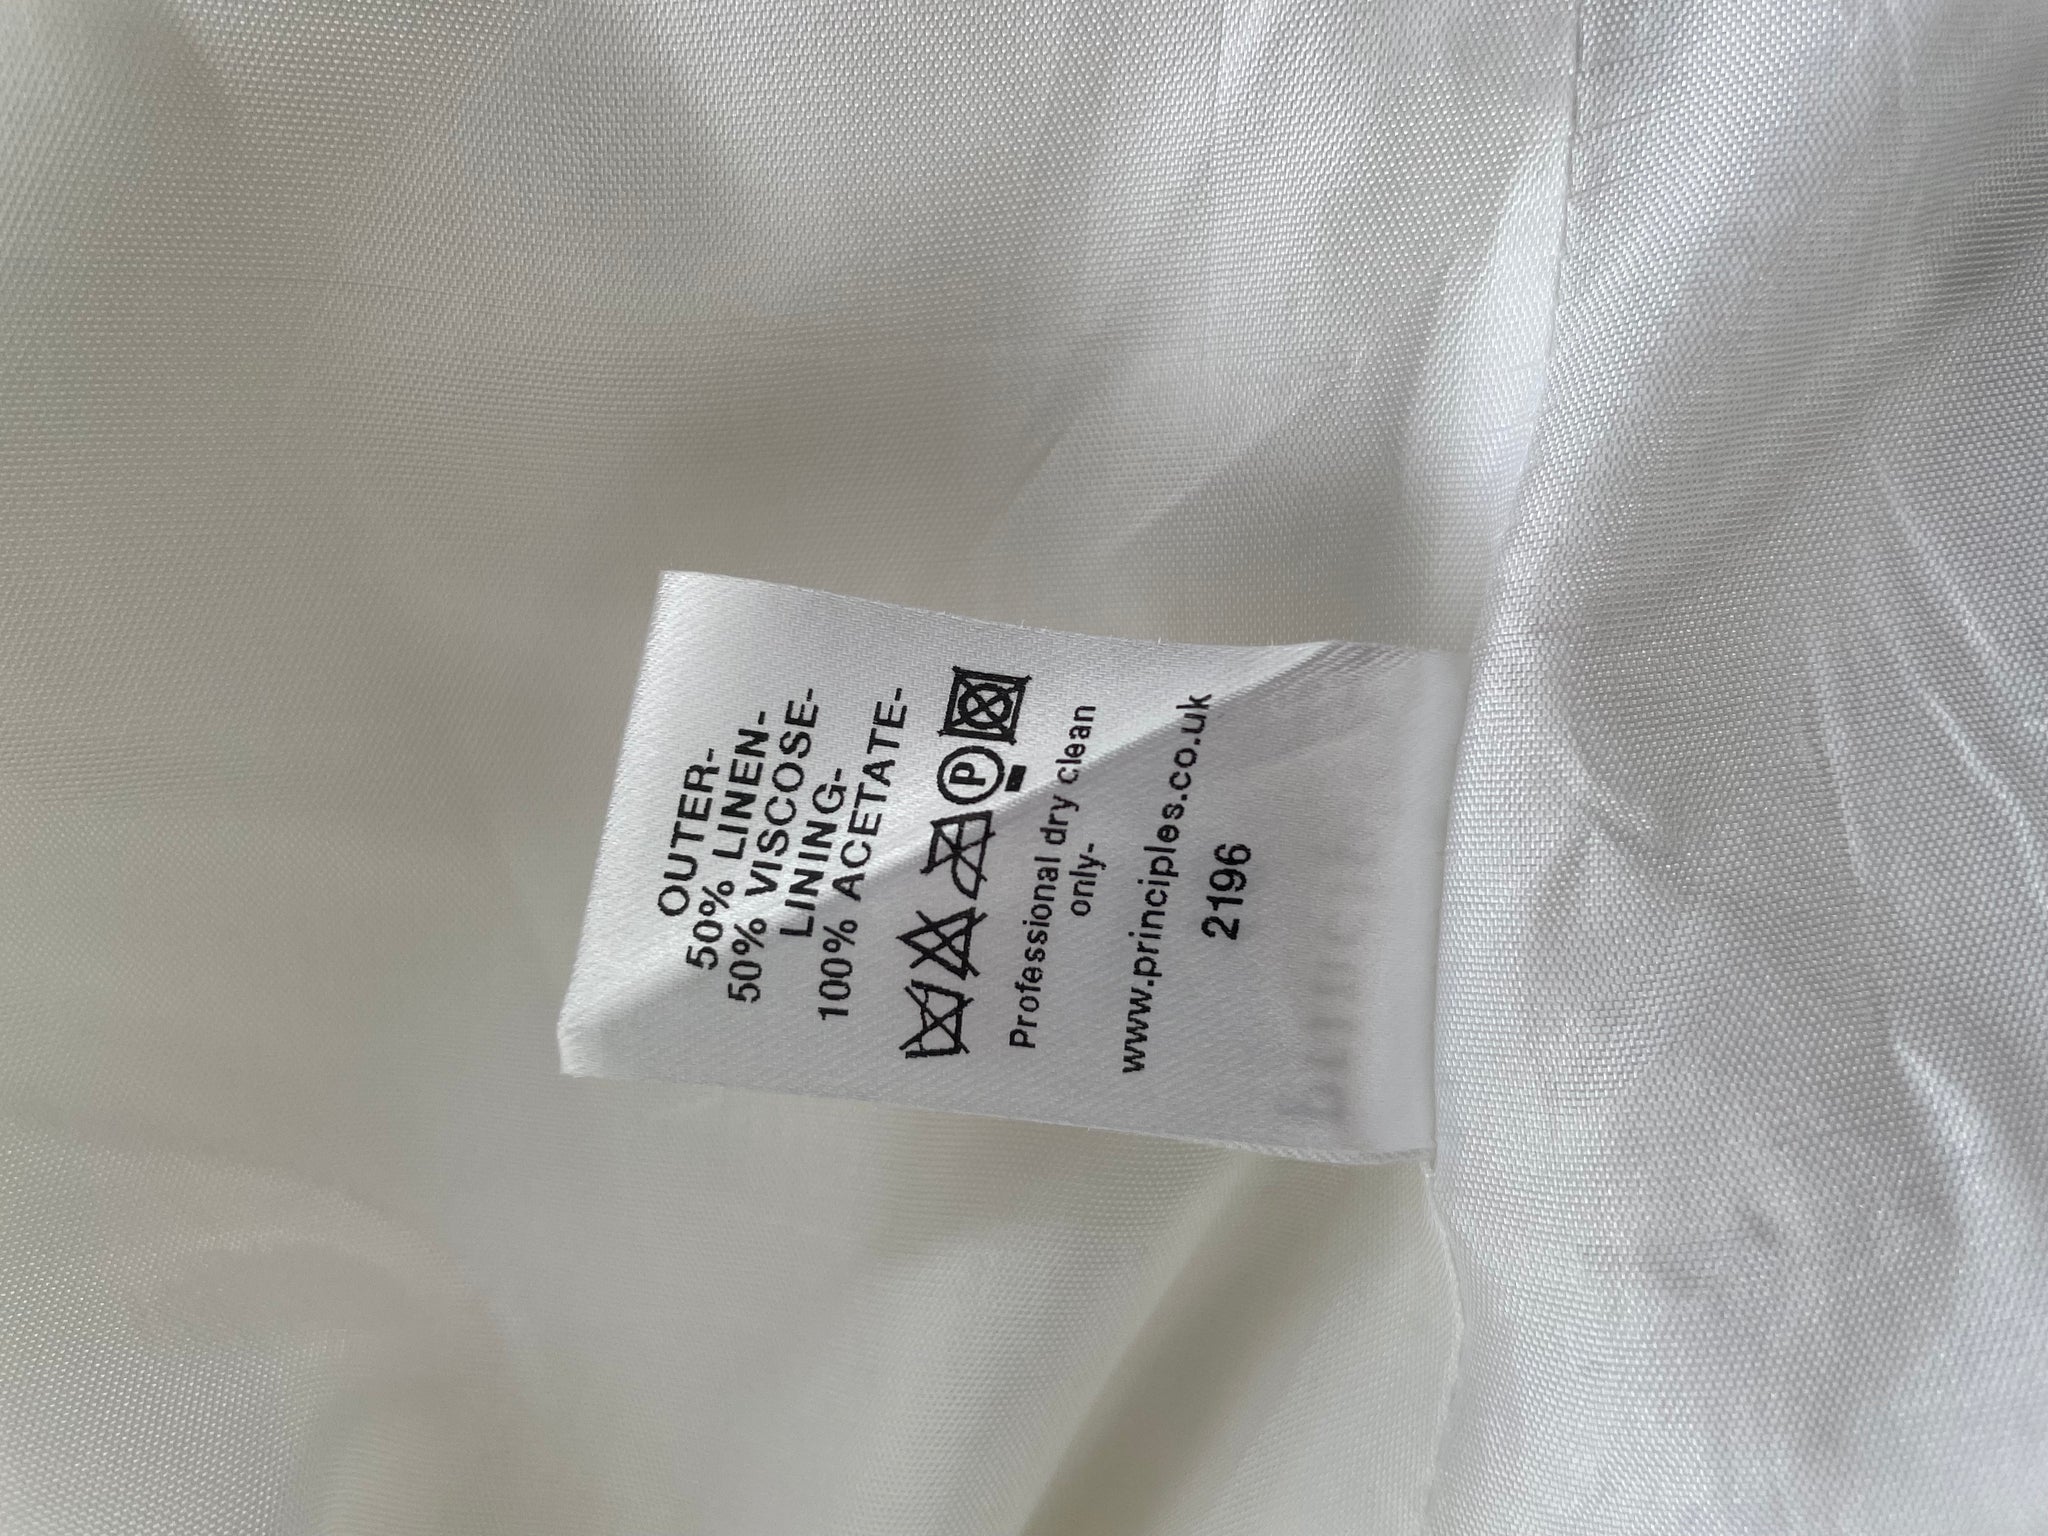 OUTER-
50% LINEN-
50% VISCOSE-
LINING-
100% ACETATE-
P
Professional dry clean
only-
www.principles.co.uk
2196